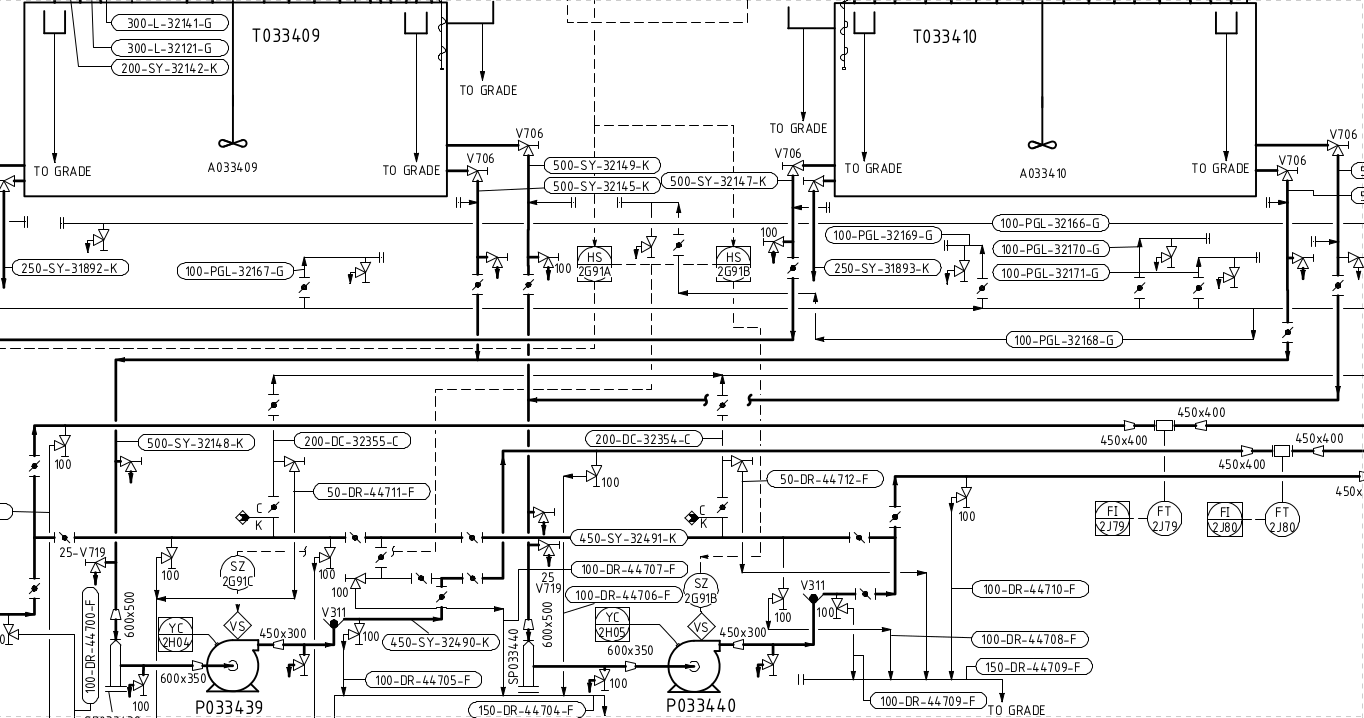 300-L-32141-G
T033409
T033410
300-L-32121-G
200-SY-32142-K
TO GRADE
TO GRADE
V706
V706
V706
V706
V706
TO GRADE
A033409
TO GRADE
500-SY-32149-K
500-SY-32145-K
500-SY-32147-K
TO GRADE
A033410
TO GRADE
100-PGL-32166-G
100-PGL-32169-G
100-PGL-32170-G
100-PGL-32171-G
100
250-SY-31892-K
100-PGL-32167-G
100
HS
2G91A
HS
2G91B
250-SY-31893-K
100-PGL-32168-G
450x400
450x400
450x400
450x400
500-SY-32148-K
200-DC-32355-C
200-DC-32354-C
100
50-DR-44711-F
100
50-DR-44712-F
100
450x
C
K
C
K
FI
2J79
FT
2J79
FI
2J80
FT
2J80
25-V719
450-SY-32491-K
100
SZ
2G91C
100
100
25
V719
100-DR-44707-F
100-DR-44706-F
SZ
2G91B
100
V311
100
100-DR-44710-F
100-DR-44700-F
600x500
YC
2H04
VS
450x300
V311
100
450-SY-32490-K
SP033440
600x500
YC
2H05
VS
450x300
600x350
100-DR-44708-F
150-DR-44709-F
600x350
100
100-DR-44705-F
100
100-DR-44709-F
P033439
150-DR-44704-F
P033440
TO GRADE